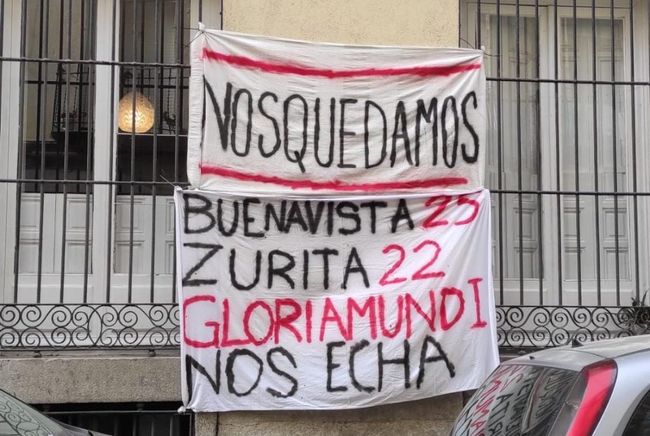 NOSQUEDAMOS
BUENAVISTA 25
ZURITA 22
GLORIAMUNDI
NOS ECHA